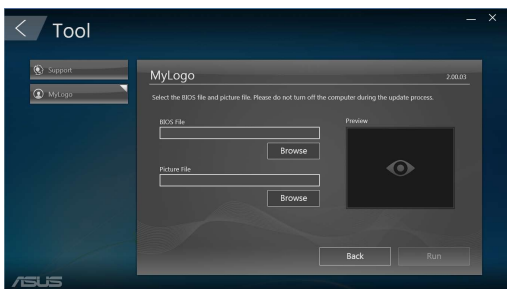 Tool
Support
MyLogo
MyLogo
2.00.03
Select the BIOS file and picture file. Please do not turn off the computer during the update process.
BIOS File
Browse
Picture File
Browse
Preview
Back
Run
ASUS